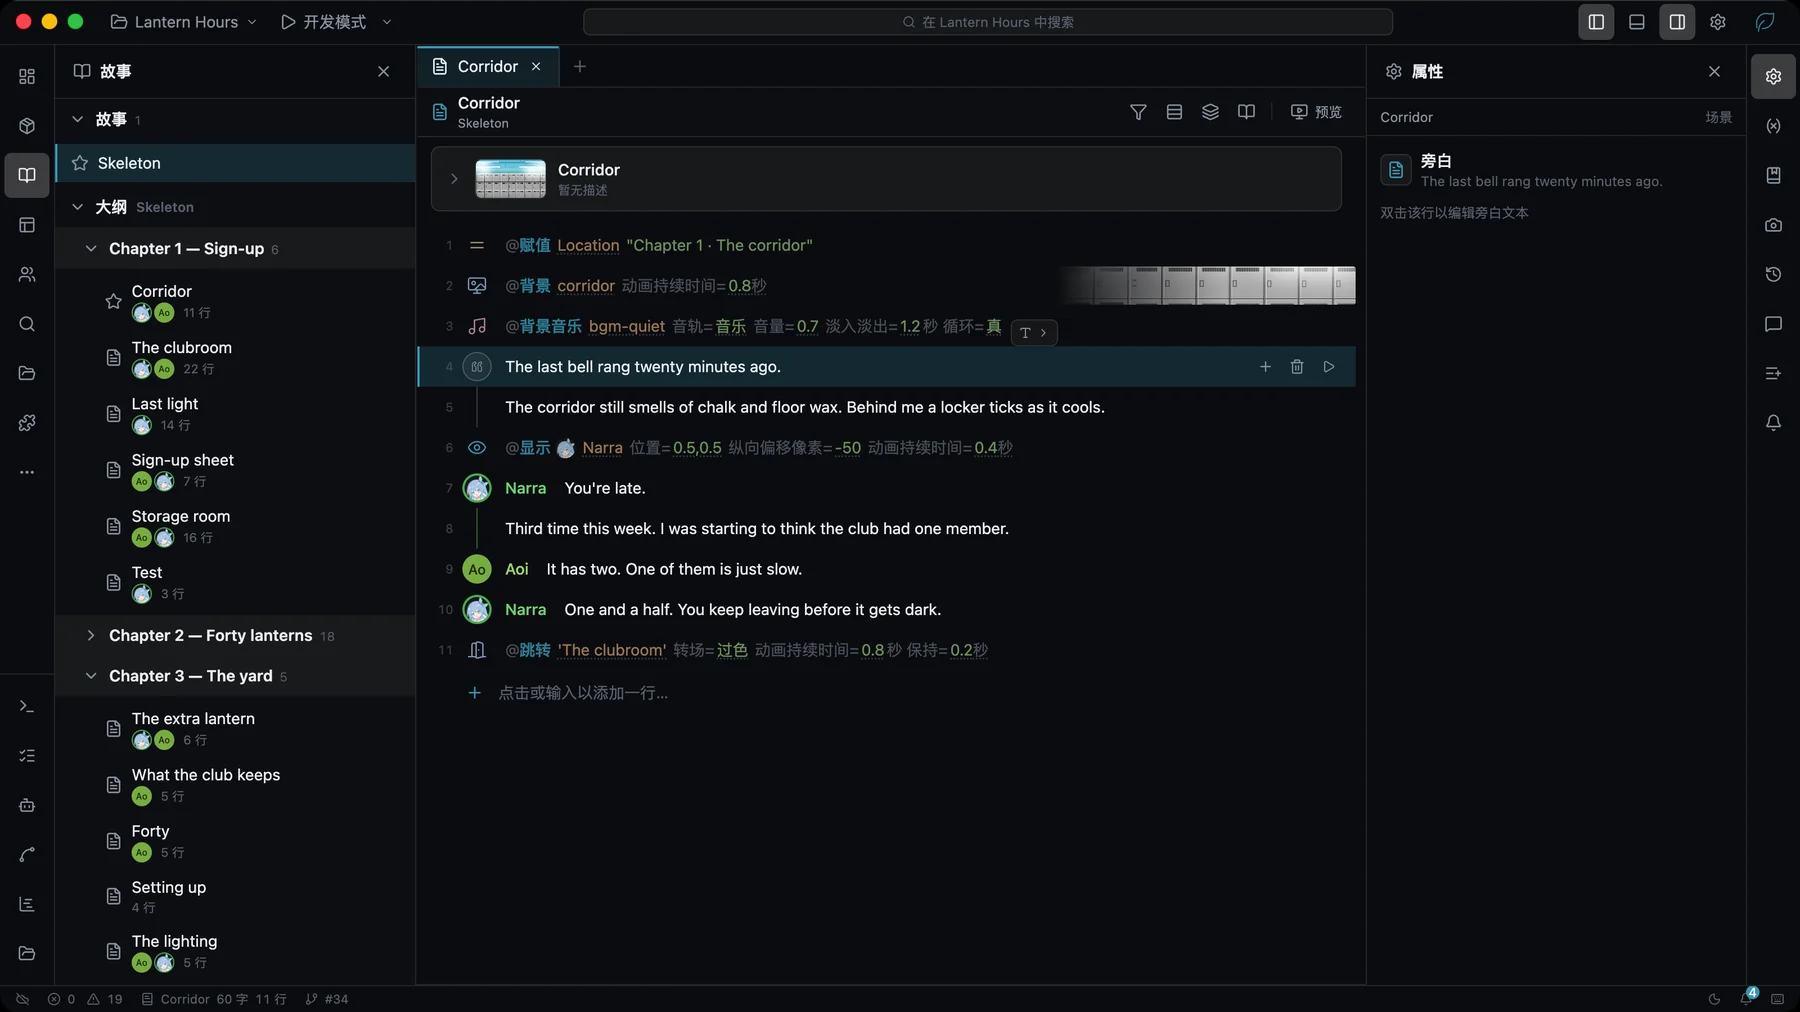 Lantern Hours
开发模式
在 Lantern Hours 中搜索
故事
故事 1
Skeleton
大纲 Skeleton
Chapter 1 — Sign-up 6
Corridor
Ao 11 行
The clubroom
Ao 22 行
Last light
14 行
Sign-up sheet
Ao 7 行
Storage room
Ao 16 行
Test
3 行
Chapter 2 — Forty lanterns 18
Chapter 3 — The yard 5
The extra lantern
Ao 6 行
What the club keeps
Ao 5 行
Forty
Ao 5 行
Setting up
4 行
The lighting
Ao 5 行
Corridor
Corridor
Skeleton
预览
Corridor
暂无描述
1 @赋值 Location "Chapter 1 · The corridor"
2 @背景 corridor 动画持续时间=0.8秒
3 @背景音乐 bgm-quiet 音轨=音乐 音量=0.7 淡入淡出=1.2秒 循环=真
T
4 The last bell rang twenty minutes ago.
5 The corridor still smells of chalk and floor wax. Behind me a locker ticks as it cools.
6 @显示 Narra 位置=0.5,0.5 纵向偏移像素=-50 动画持续时间=0.4秒
7 Narra You're late.
8 Third time this week. I was starting to think the club had one member.
9 Ao Aoi It has two. One of them is just slow.
10 Narra One and a half. You keep leaving before it gets dark.
11 @跳转 'The clubroom' 转场=过色 动画持续时间=0.8秒 保持=0.2秒
点击或输入以添加一行...
属性
Corridor 场景
旁白
The last bell rang twenty minutes ago.
双击该行以编辑旁白文本
0 19 Corridor 60 字 11 行 #34
4